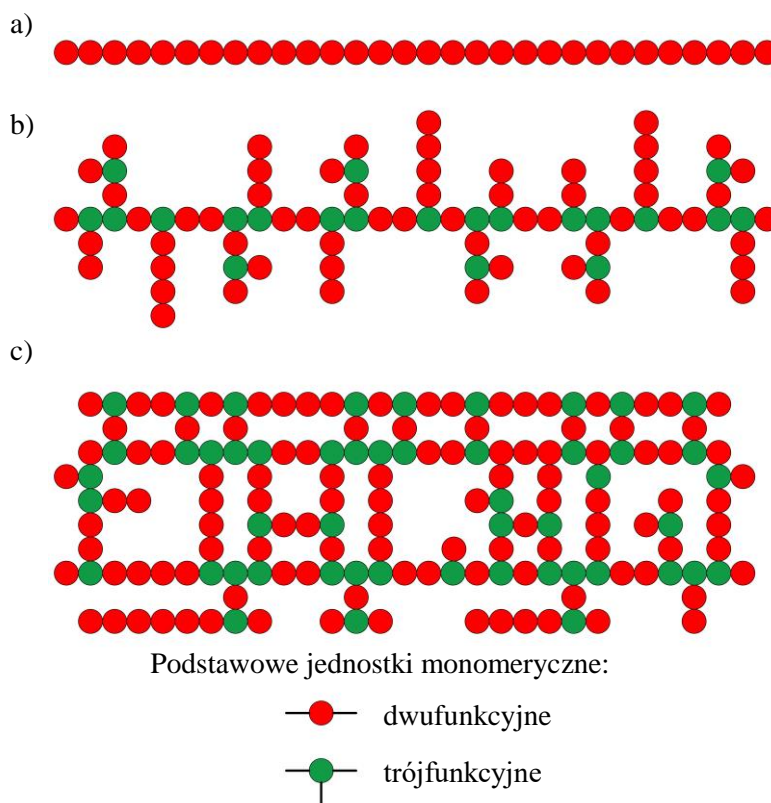 a)
b)
c)
Podstawowe jednostki monomeryczne:
dwufunkcyjne
trójfunkcyjne